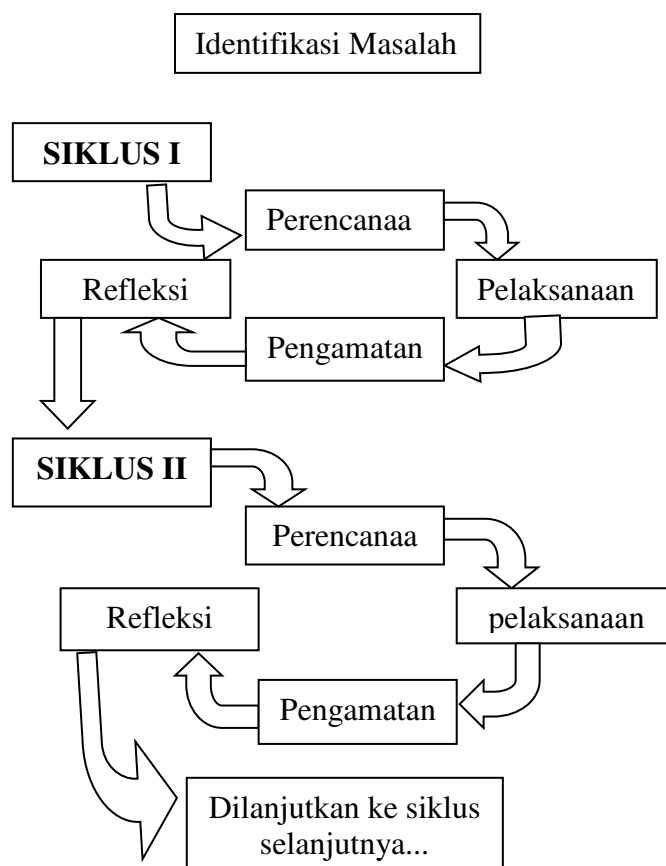 Identifikasi Masalah
SIKLUS I
Perencanaa
Refleksi
Pelaksanaan
Pengamatan
SIKLUS II
Perencanaa
Refleksi
pelaksanaan
Pengamatan
Dilanjutkan ke siklus
selanjutnya...